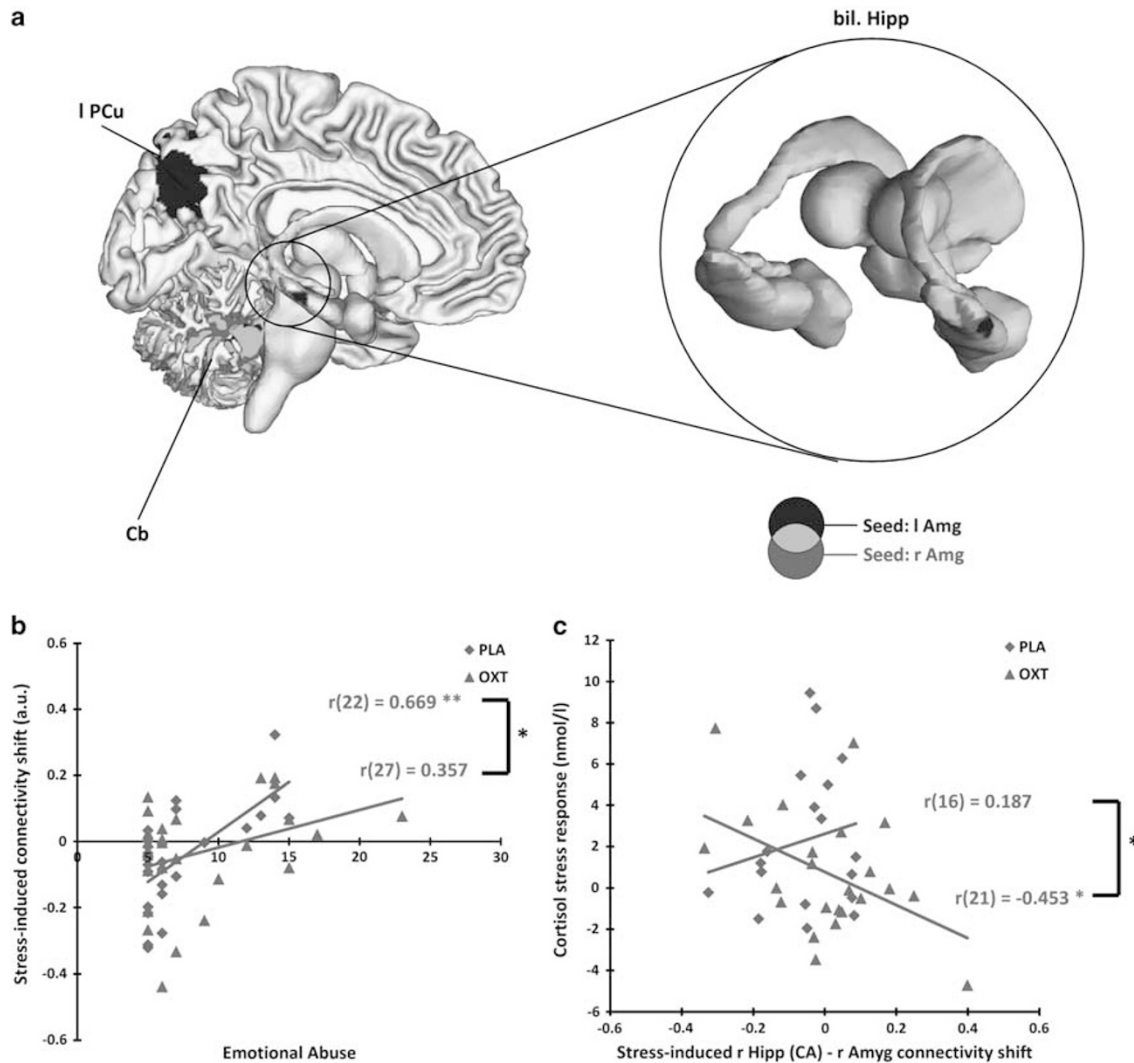 a
bil. Hipp
l PCu
Cb
Seed: l Amg
Seed: r Amg
b
0.6
0.4
0.2
0
-0.2
-0.4
-0.6
0 5 10 15 20 25 30
Stress-induced connectivity shift (a.u.)
Emotional Abuse
PLA
OXT
r(22) = 0.669 **
r(27) = 0.357
*
c
12
10
8
6
4
2
0
-2
-4
-6
-0.6 -0.4 -0.2 0 0.2 0.4 0.6
Cortisol stress response (nmol/l)
Stress-induced r Hipp (CA) - r Amyg connectivity shift
PLA
OXT
r(16) = 0.187
r(21) = -0.453 *
*